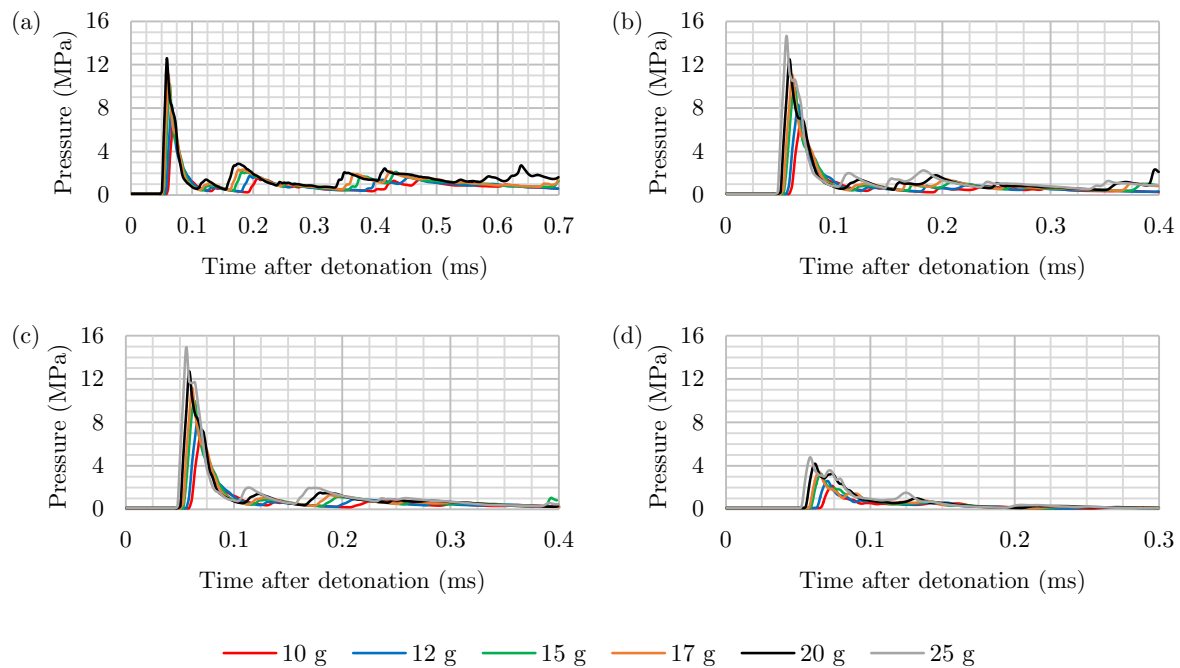 (a)
16
12
8
4
0
Pressure (MPa)
0 0.1 0.2 0.3 0.4 0.5 0.6 0.7
Time after detonation (ms)
(b)
16
12
8
4
0
Pressure (MPa)
0 0.1 0.2 0.3 0.4
Time after detonation (ms)
(c)
16
12
8
4
0
Pressure (MPa)
0 0.1 0.2 0.3 0.4
Time after detonation (ms)
(d)
16
12
8
4
0
Pressure (MPa)
0 0.1 0.2 0.3
Time after detonation (ms)
10 g 12 g 15 g 17 g 20 g 25 g